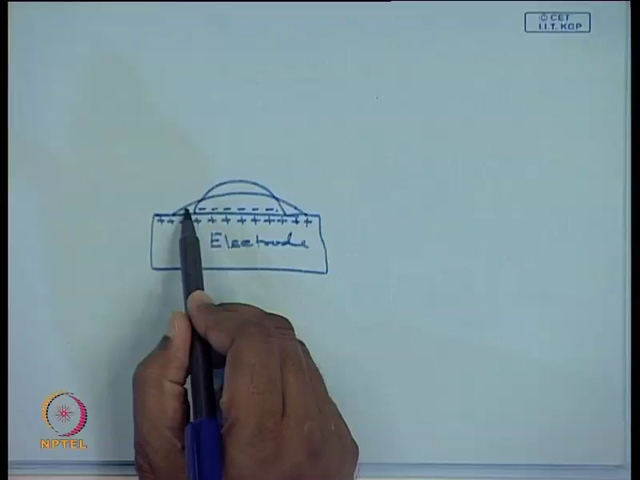 © CET
I.I.T. KGP
- - - - - - - -
+ + + + + + + + + + +
Electrode
NPTEL